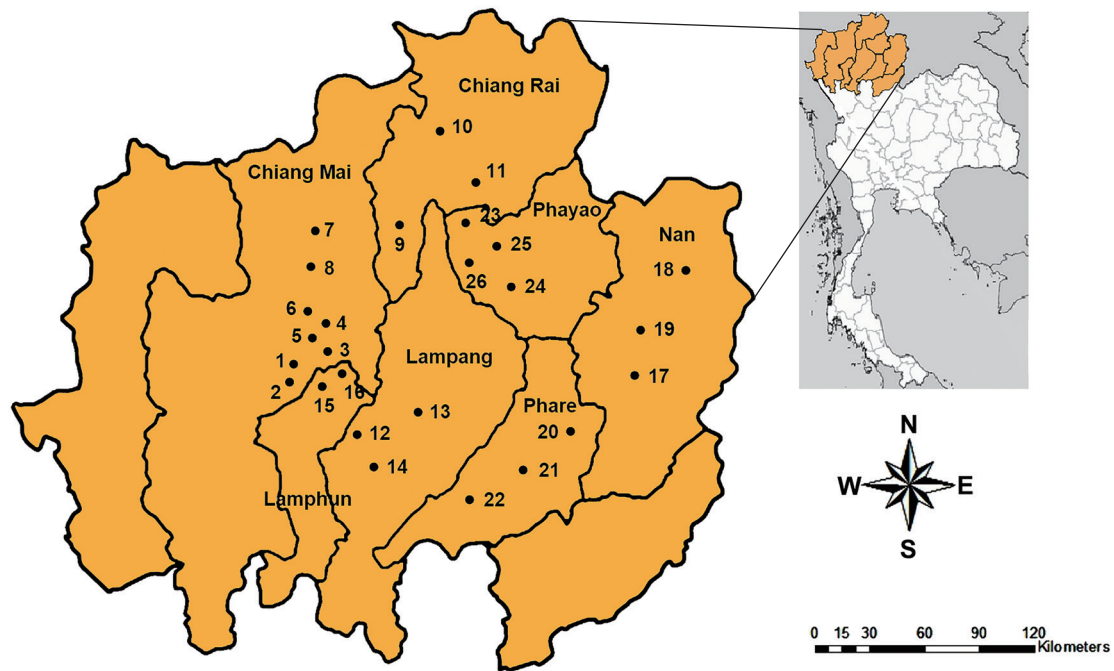 Chiang Rai
10
Chiang Mai
11
23
Phayao
7
9
25
Nan
8
26
18
24
6
4
19
5
3
Lampang
1
17
2
15
16
13
Phare
12
20
14
21
Lamphun
22
N
W
E
S
0 15 30 60 90 120
Kilometers